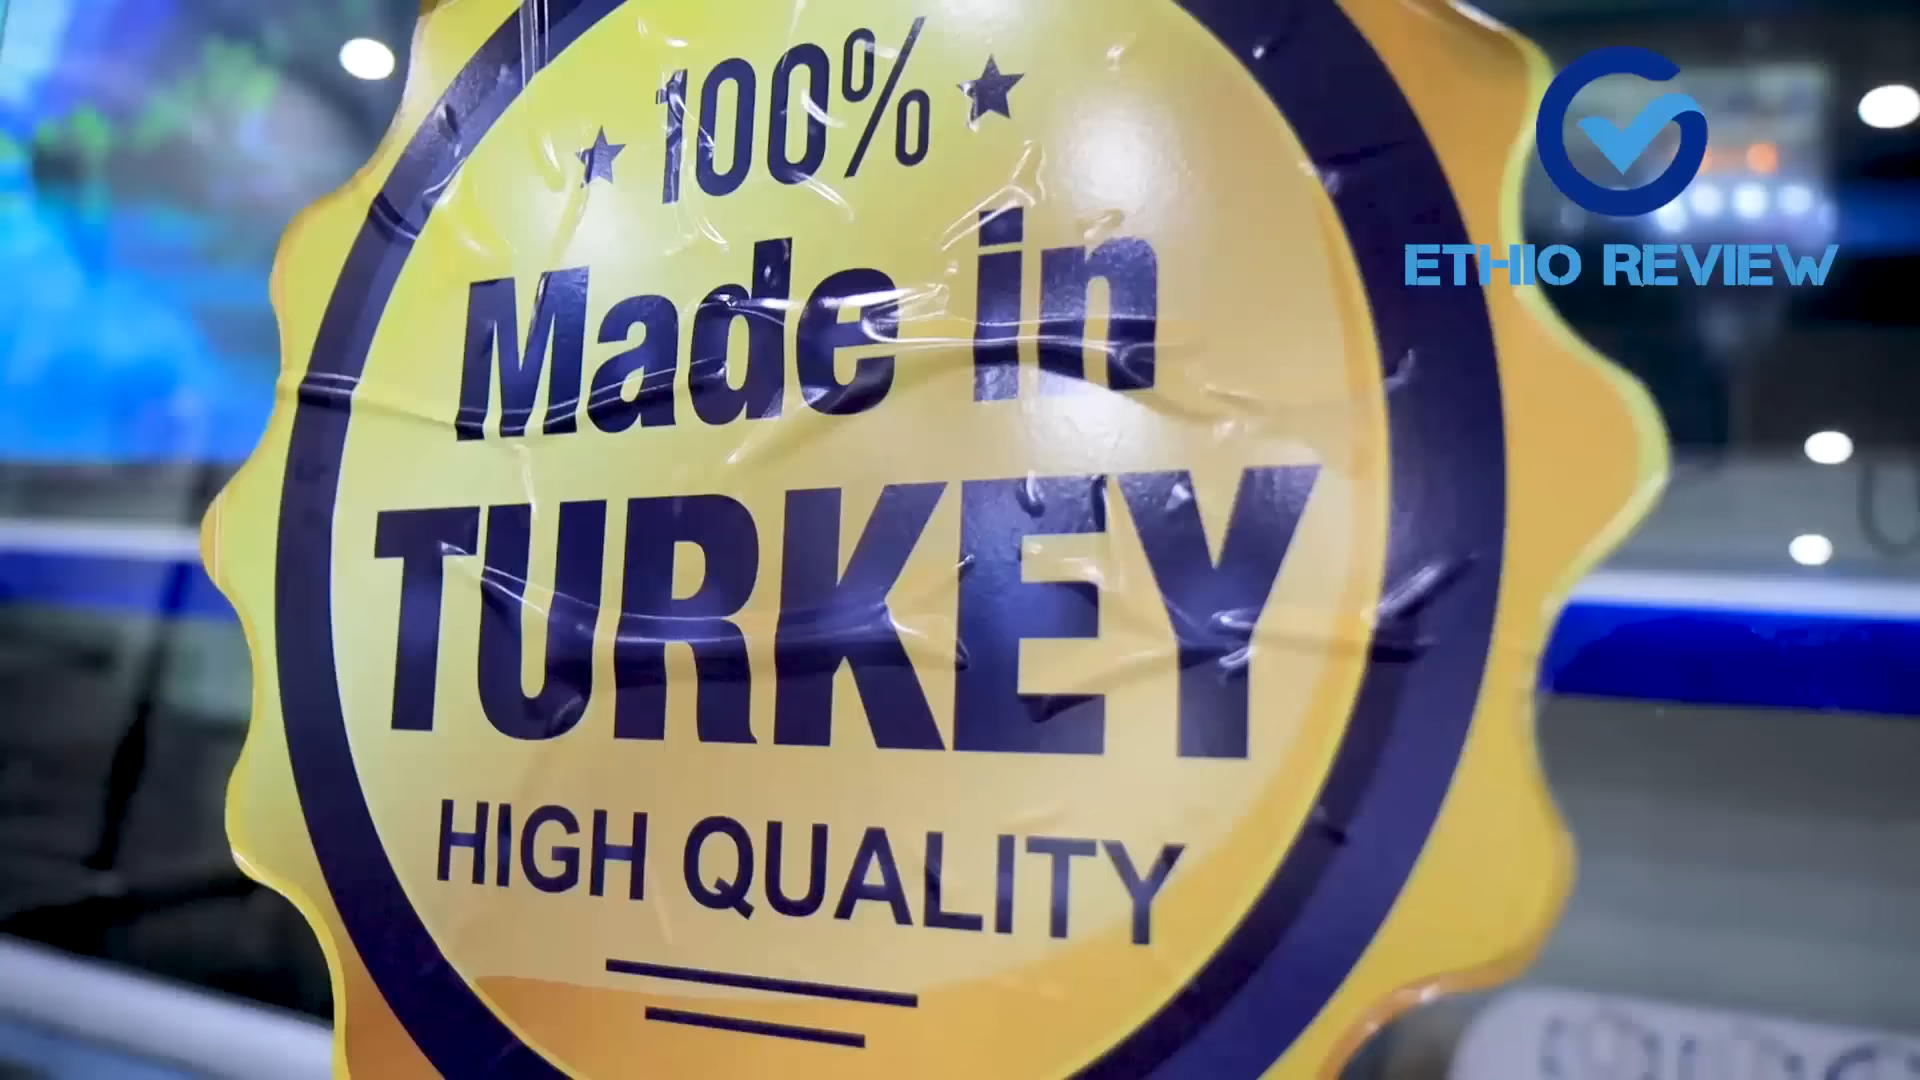 100%
Made in
TURKEY
HIGH QUALITY
ETHIO REVIEW